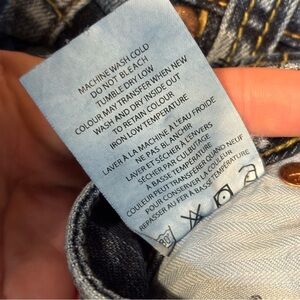 MACHINE WASH COLD
DO NOT BLEACH
TUMBLE DRY LOW
COLOUR MAY TRANSFER WHEN NEW
WASH AND DRY INSIDE OUT
TO RETAIN COLOUR
IRON LOW TEMPERATURE
LAVER À LA MACHINE À L'EAU FROIDE
NE PAS BLANCHIR
LAVER ET SÉCHER À L'ENVERS
SÉCHER PAR CULBUTAGE
À BASSE TEMPÉRATURE
COULEUR PEUT TRANSFÉRER QUAND NEUF
POUR CONSERVER LA COULEUR
REPASSER AU FER À BASSE TEMPÉRATURE